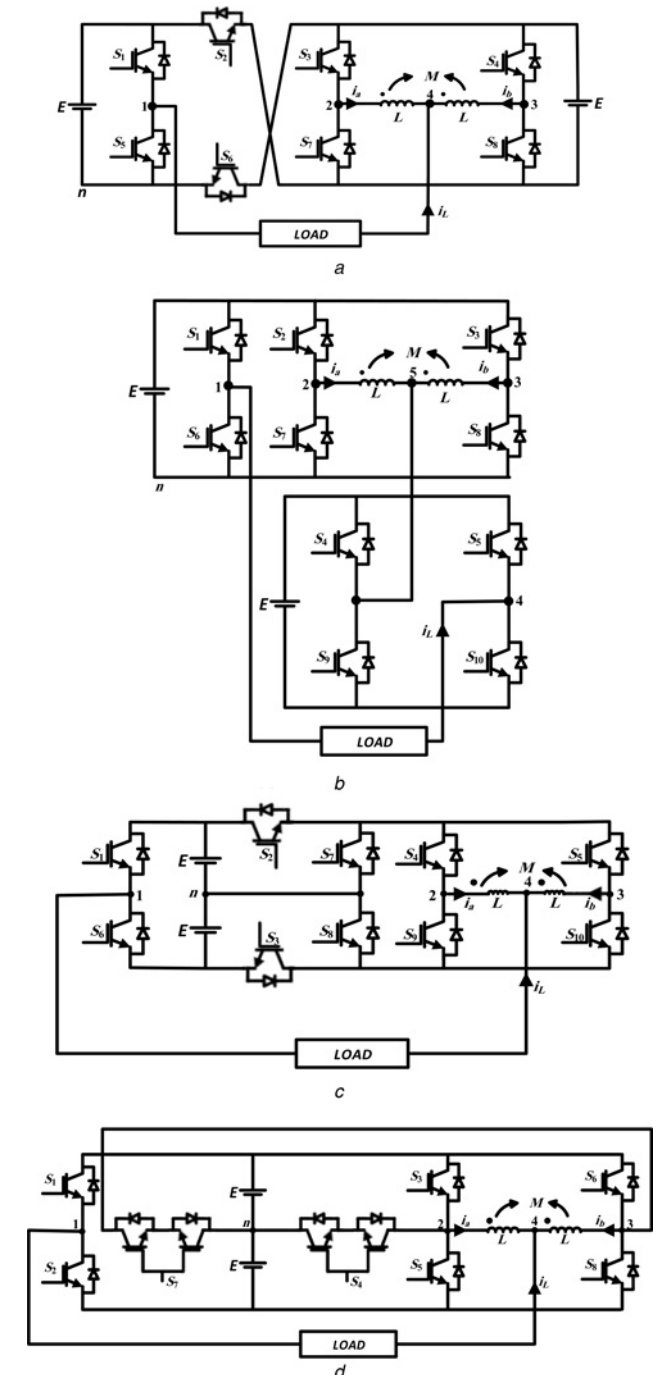 S1 S2 S3 M S4
E 1 2 ia 4 ib 3 E
L L
S5 S6 S7 S8
n
LOAD iL
a
S1 S2 S3
M
E 1 2 ia 5 ib 3
L L
S6 S7 S8
n
S4 S5
E 4
iL
S9 S10
LOAD
b
S1 E S2 S7 S4 M S5
1 n 2 ia L 4 L ib 3
S6 E S3 S8 S9 S10
iL
LOAD
c
S1 E S3 M S6
1 n 2 ia 4 ib 3
L L
S2 S7 E S4 S5 iL S8
LOAD
d